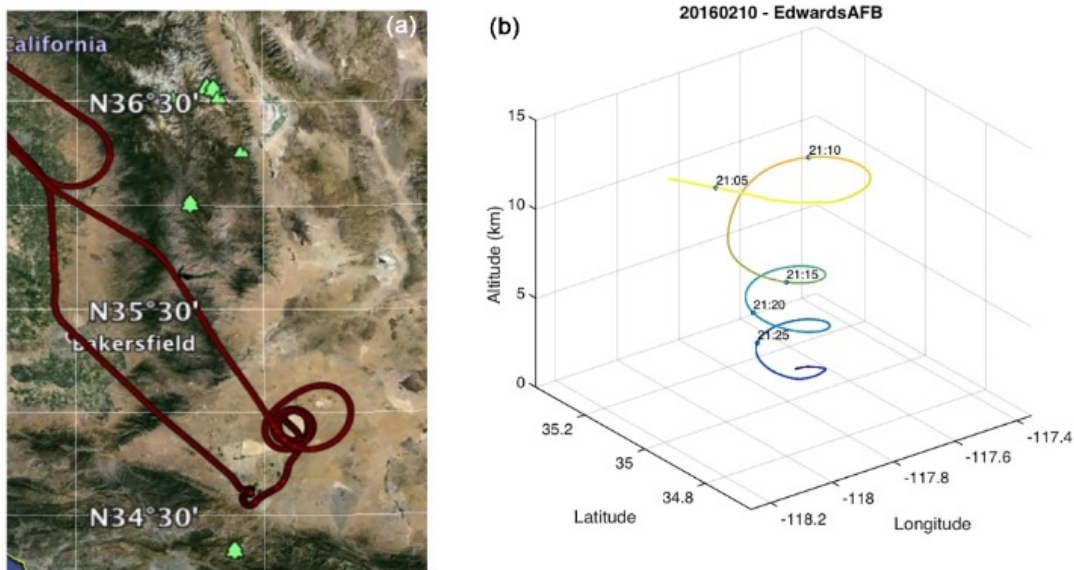 (a)
California
N36°30'
N35°30'
Bakersfield
N34°30'
(b)
20160210 - EdwardsAFB
15
10
5
0
Altitude (km)
21:10
21:05
21:15
21:20
21:25
35.2
35
34.8
Latitude
-118.2
-118
-117.8
-117.6
-117.4
Longitude